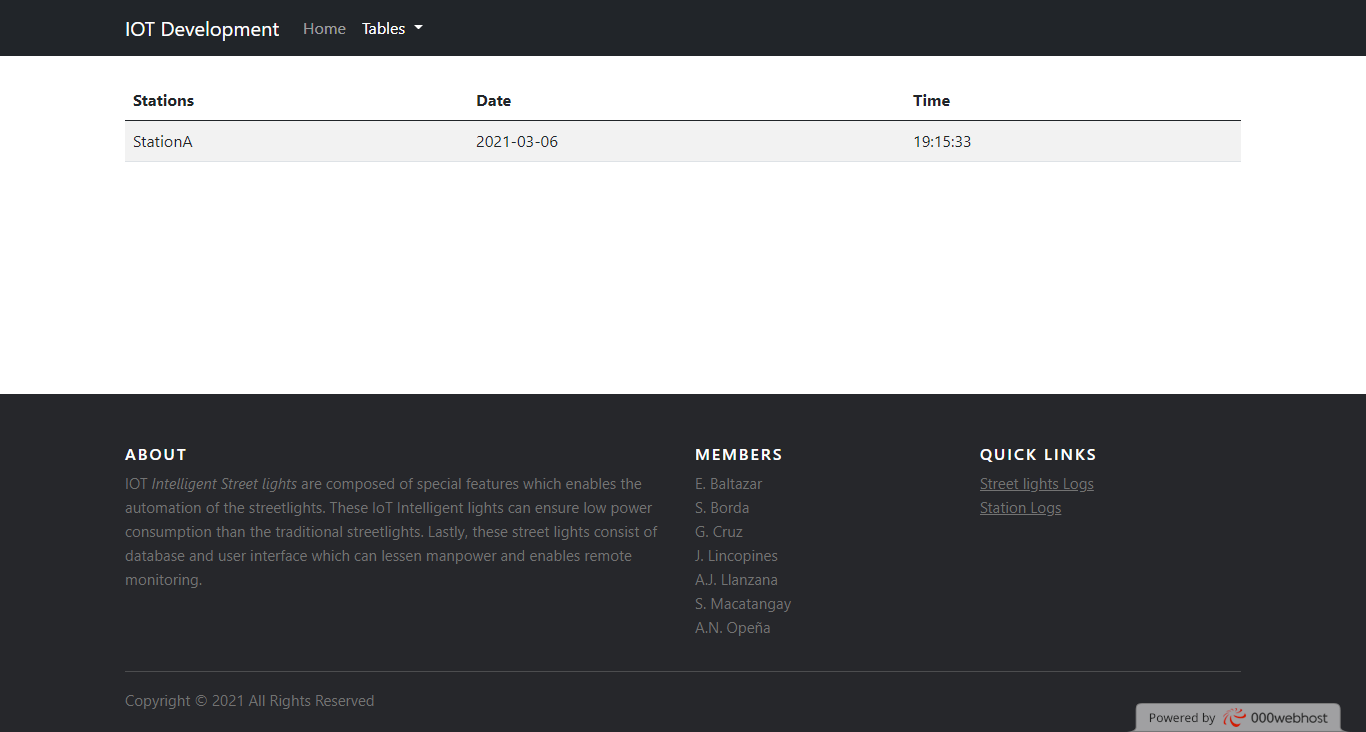 IOT Development Home Tables
Stations Date Time
StationA 2021-03-06 19:15:33
ABOUT
IOT Intelligent Street lights are composed of special features which enables the
automation of the streetlights. These IoT Intelligent lights can ensure low power
consumption than the traditional streetlights. Lastly, these street lights consist of
database and user interface which can lessen manpower and enables remote
monitoring.
MEMBERS
E. Baltazar
S. Borda
G. Cruz
J. Lincopines
A.J. Llanzana
S. Macatangay
A.N. Opeña
QUICK LINKS
Street lights Logs
Station Logs
Copyright © 2021 All Rights Reserved
Powered by 000webhost